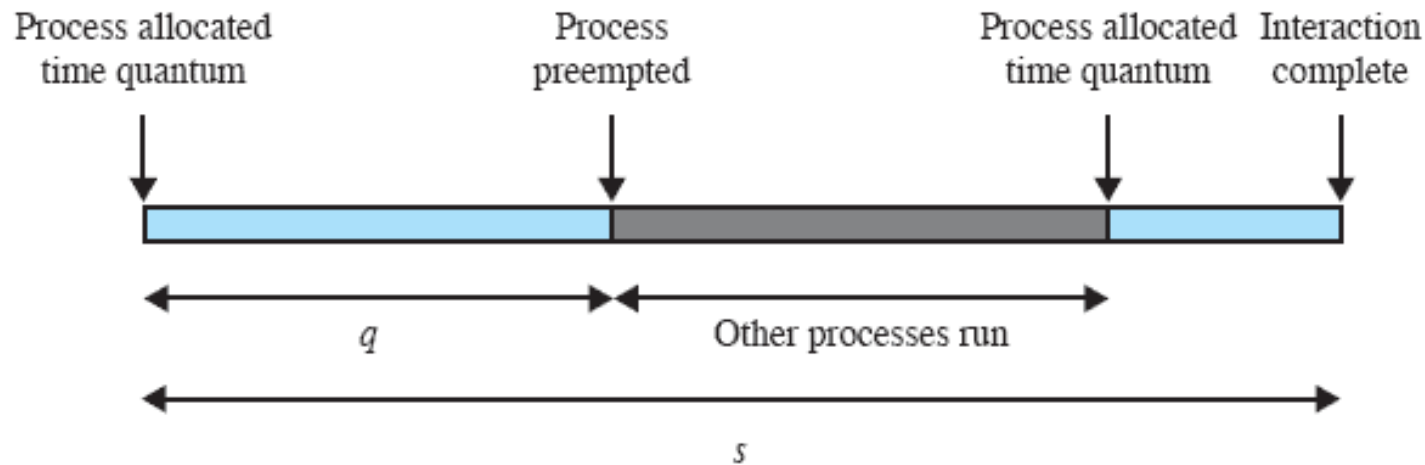 Process allocated
time quantum
Process
preempted
Process allocated
time quantum
Interaction
complete
q
Other processes run
s